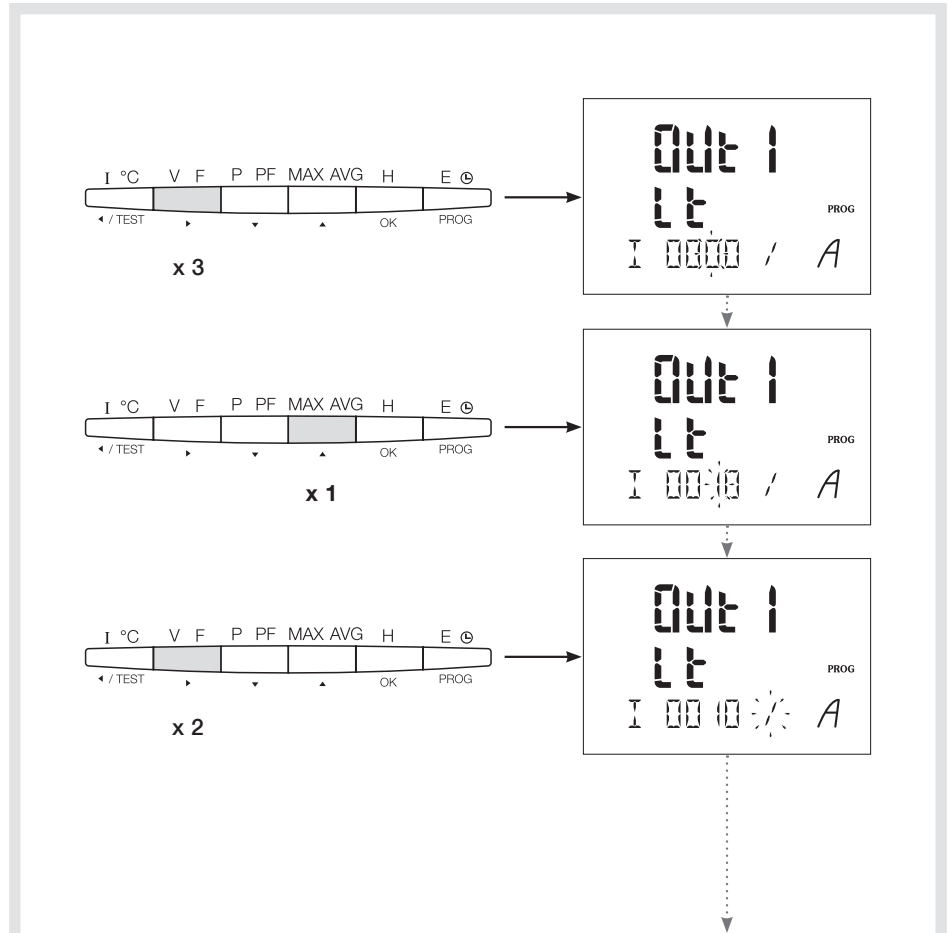 I °C V F P PF MAX AVG H E
/ TEST OK PROG
x 3
OUt 1
Lt
PROG
I 0000 / A
I °C V F P PF MAX AVG H E
/ TEST OK PROG
x 1
OUt 1
Lt
PROG
I 0010 / A
I °C V F P PF MAX AVG H E
/ TEST OK PROG
x 2
OUt 1
Lt
PROG
I 0010 / A